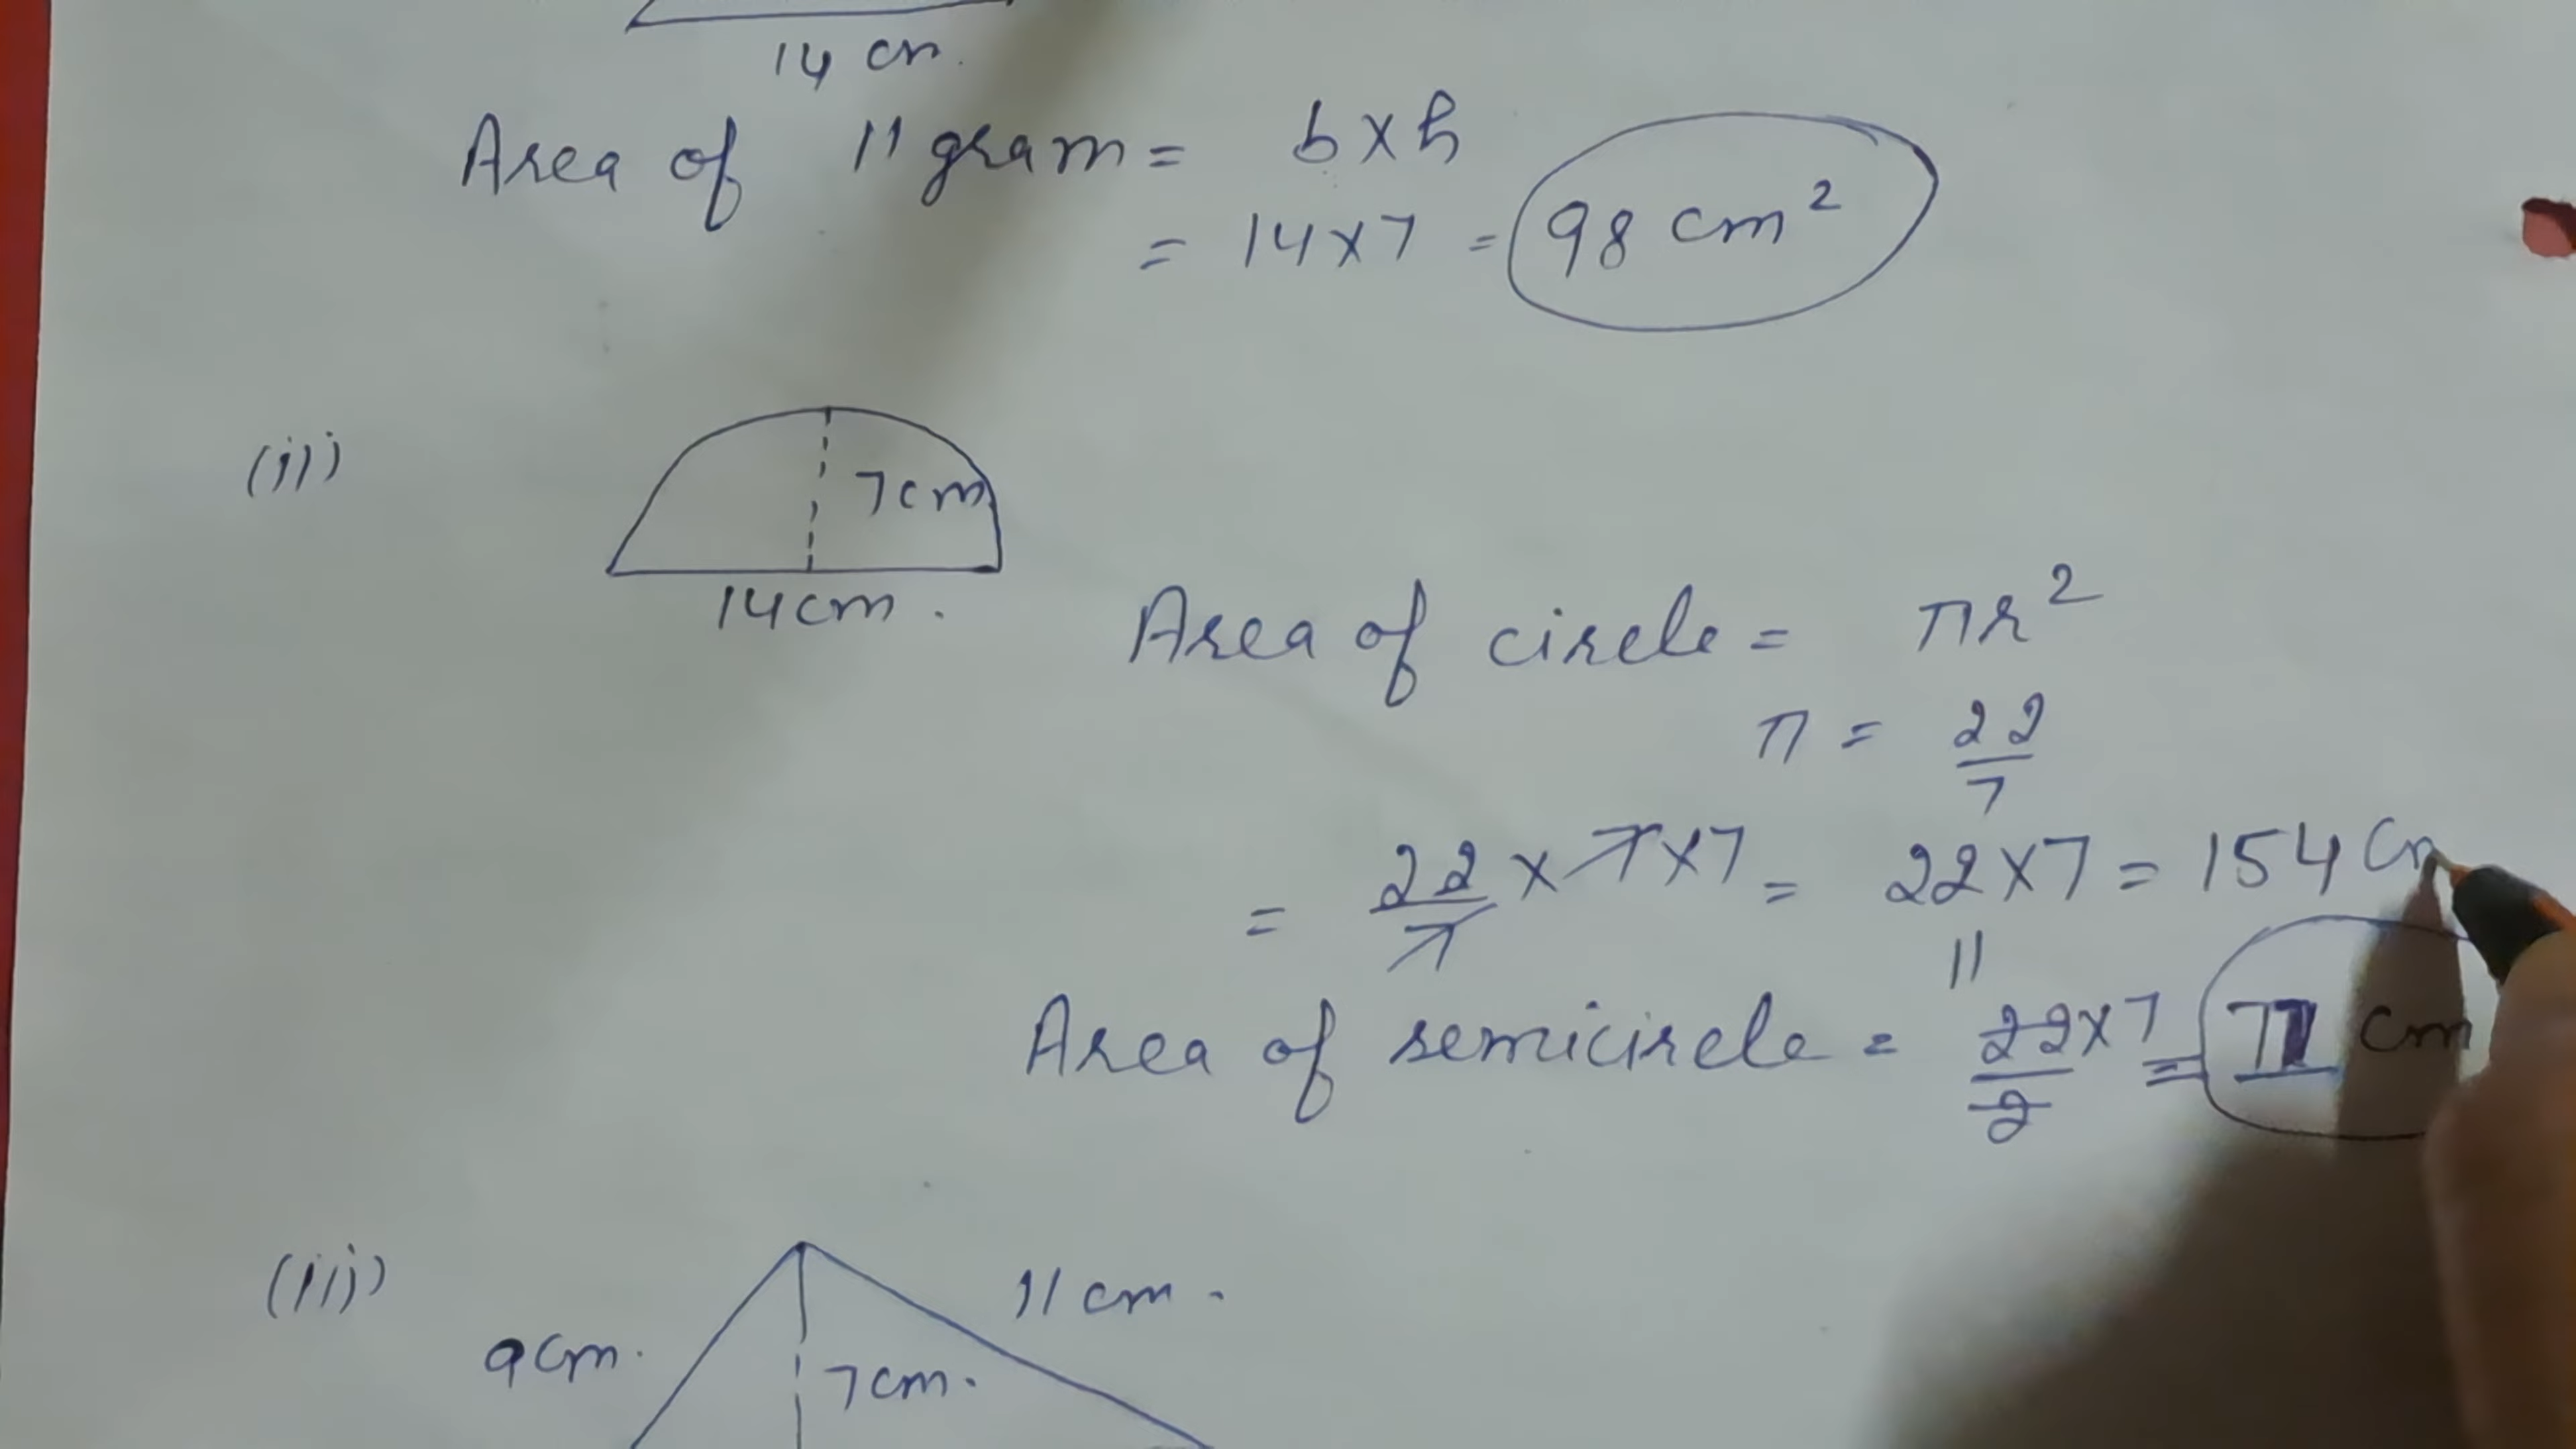 14 cm.
Area of 11 gram = b x h
= 14 x 7 = 98 cm²
(ii)
7cm
14cm.
Area of circle = πr²
π = 22/7
= 22/7 x 7 x 7 = 22 x 7 = 154 cm
11
Area of semicircle = 22 x 7/2 = 77 cm
(iii)
11 cm.
9cm.
7cm.